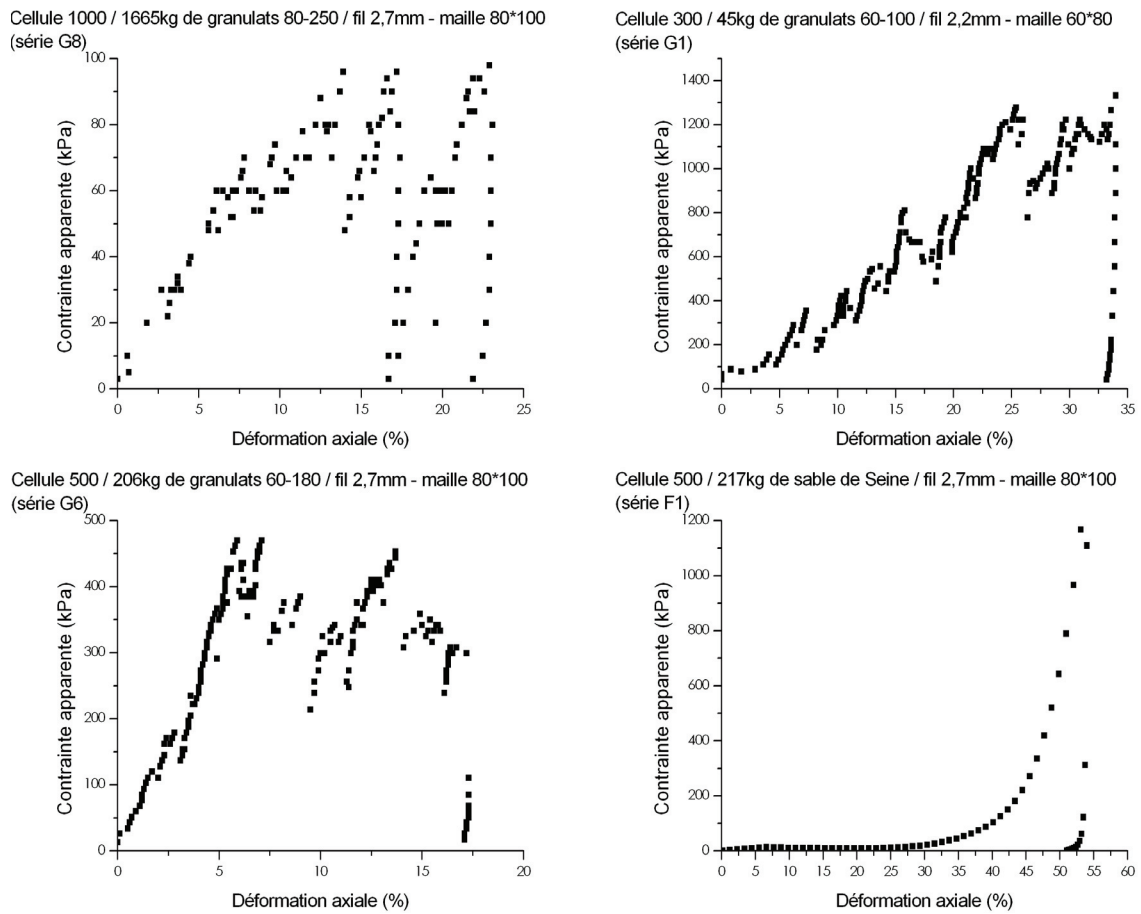 Cellule 1000 / 1665kg de granulats 80-250 / fil 2,7mm - maille 80*100
(série G8)
100
80
60
40
20
0
Contrainte apparente (kPa)
0 5 10 15 20 25
Déformation axiale (%)
Cellule 300 / 45kg de granulats 60-100 / fil 2,2mm - maille 60*80
(série G1)
1400
1200
1000
800
600
400
200
0
Contrainte apparente (kPa)
0 5 10 15 20 25 30 35
Déformation axiale (%)
Cellule 500 / 206kg de granulats 60-180 / fil 2,7mm - maille 80*100
(série G6)
500
400
300
200
100
0
Contrainte apparente (kPa)
0 5 10 15 20
Déformation axiale (%)
Cellule 500 / 217kg de sable de Seine / fil 2,7mm - maille 80*100
(série F1)
1200
1000
800
600
400
200
0
Contrainte apparente (kPa)
0 5 10 15 20 25 30 35 40 45 50 55 60
Déformation axiale (%)